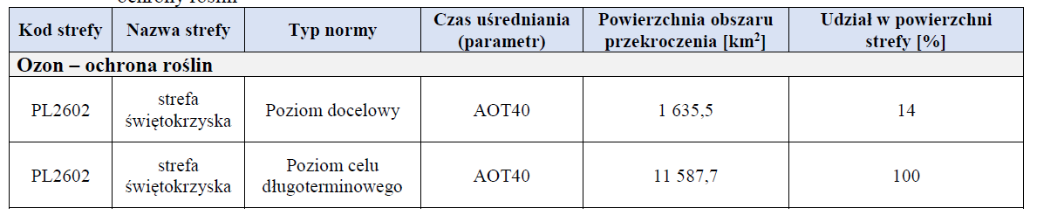 ochrony roślin
Kod strefy Nazwa strefy Typ normy Czas uśredniania (parametr) Powierzchnia obszaru przekroczenia [km²] Udział w powierzchni strefy [%]
Ozon – ochrona roślin
PL2602 strefa świętokrzyska Poziom docelowy AOT40 1 635,5 14
PL2602 strefa świętokrzyska Poziom celu długoterminowego AOT40 11 587,7 100